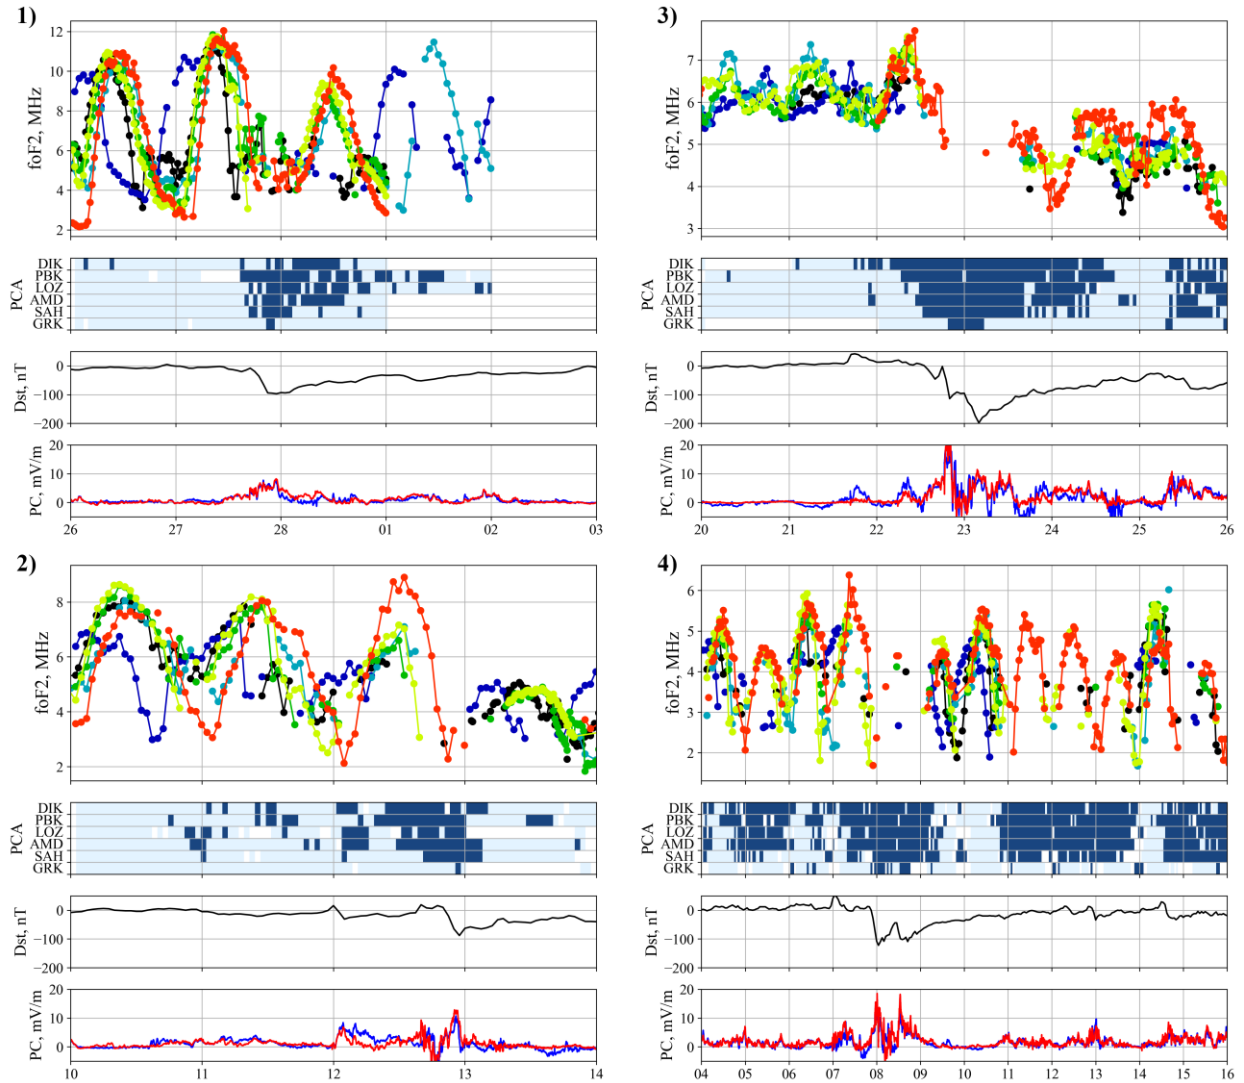 1)
foF2, MHz
12
10
8
6
4
2
PCA
DIK
PBK
LOZ
AMD
SAH
GRK
Dst, nT
0
−100
−200
PC, mV/m
20
10
0
26 27 28 01 02 03
3)
foF2, MHz
7
6
5
4
3
PCA
DIK
PBK
LOZ
AMD
SAH
GRK
Dst, nT
0
−100
−200
PC, mV/m
20
10
0
20 21 22 23 24 25 26
2)
foF2, MHz
8
6
4
2
PCA
DIK
PBK
LOZ
AMD
SAH
GRK
Dst, nT
0
−100
−200
PC, mV/m
20
10
0
10 11 12 13 14
4)
foF2, MHz
6
5
4
3
2
PCA
DIK
PBK
LOZ
AMD
SAH
GRK
Dst, nT
0
−100
−200
PC, mV/m
20
10
0
04 05 06 07 08 09 10 11 12 13 14 15 16